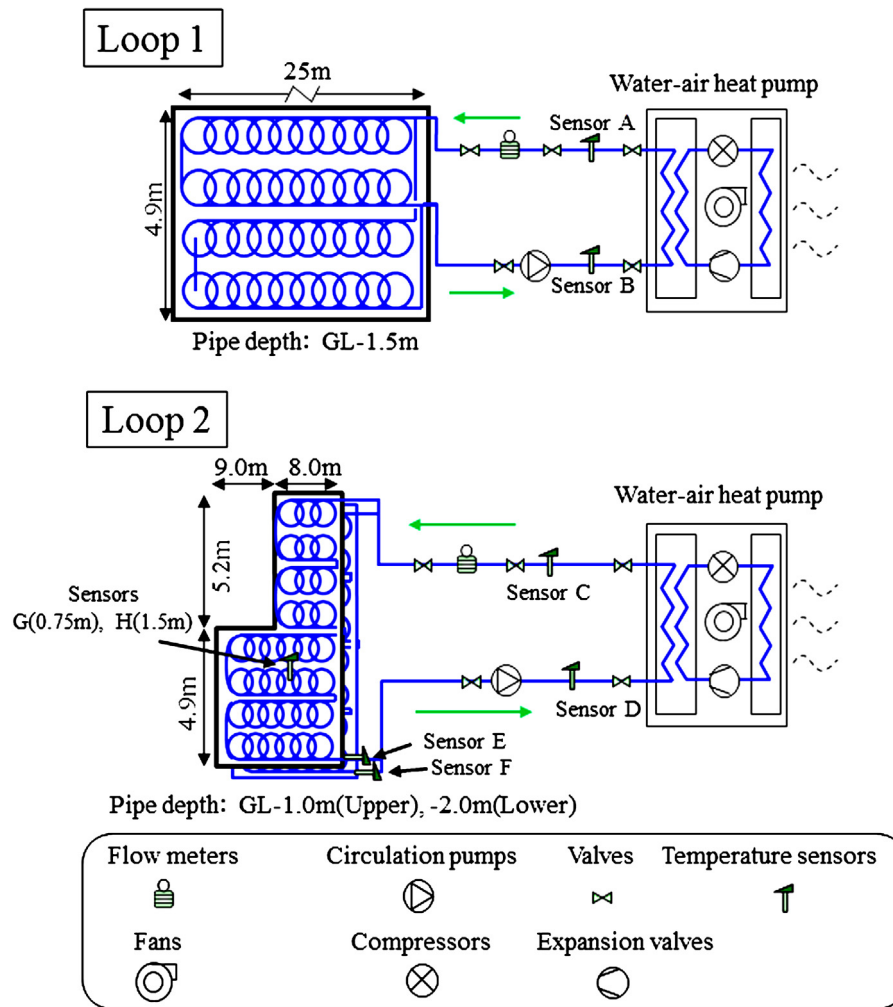 Loop 1
25m
Water-air heat pump
Sensor A
4.9m
Sensor B
Pipe depth: GL-1.5m
Loop 2
9.0m 8.0m
Water-air heat pump
5.2m
Sensor C
Sensors
G(0.75m), H(1.5m)
4.9m
Sensor D
Sensor E
Sensor F
Pipe depth: GL-1.0m(Upper), -2.0m(Lower)
Flow meters Circulation pumps Valves Temperature sensors
Fans Compressors Expansion valves